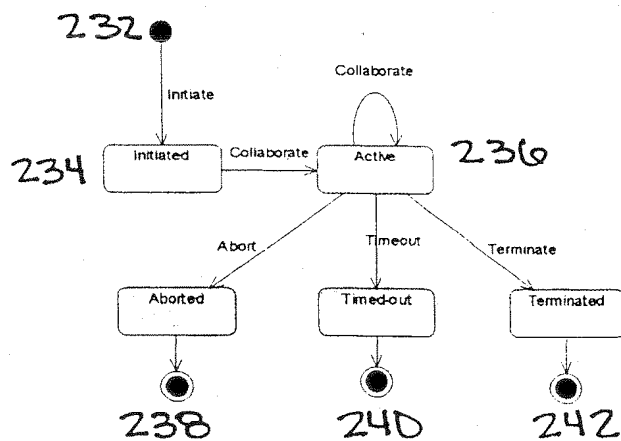 232
Initiate
Collaborate
234
Initiated
Collaborate
Active
236
Abort
Timeout
Terminate
Aborted
Timed-out
Terminated
238
240
242